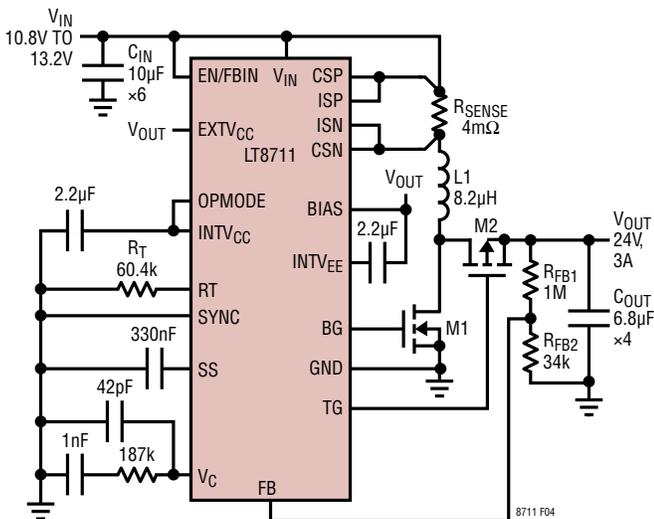 VIN
10.8V TO
13.2V
CIN
10µF
×6
EN/FBIN
VIN
CSP
ISP
ISN
CSN
RSENSE
4mΩ
VOUT
EXTVCC
LT8711
L1
8.2µH
2.2µF
OPMODE
INTVCC
BIAS
VOUT
2.2µF
INTVEE
M2
VOUT
24V,
3A
RFB1
1M
COUT
6.8µF
×4
RFB2
34k
RT
60.4k
RT
SYNC
330nF
SS
BG
M1
GND
TG
42pF
1nF
187k
VC
FB
8711 F04